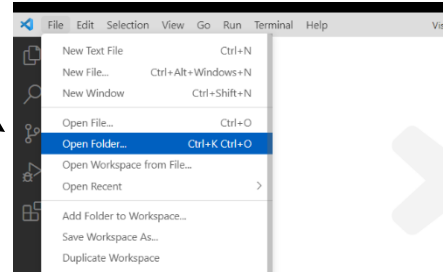 File Edit Selection View Go Run Terminal Help
New Text File Ctrl+N
New File... Ctrl+Alt+Windows+N
New Window Ctrl+Shift+N
Open File... Ctrl+O
Open Folder... Ctrl+K Ctrl+O
Open Workspace from File...
Open Recent
Add Folder to Workspace...
Save Workspace As...
Duplicate Workspace